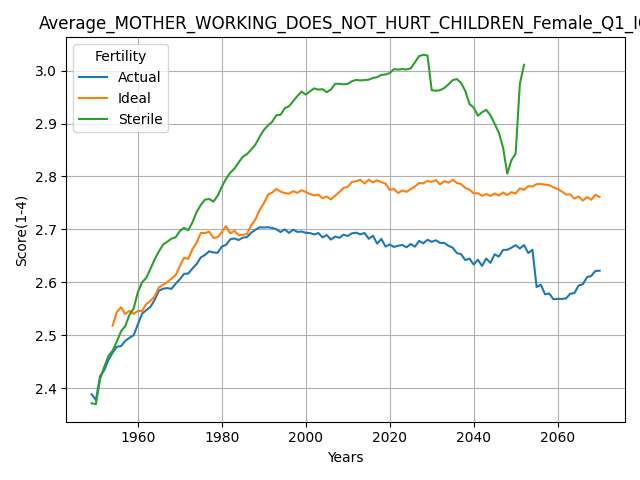 Average_MOTHER_WORKING_DOES_NOT_HURT_CHILDREN_Female_Q1_I
Fertility
Actual
Ideal
Sterile
Score(1-4)
3.0
2.9
2.8
2.7
2.6
2.5
2.4
1960 1980 2000 2020 2040 2060
Years